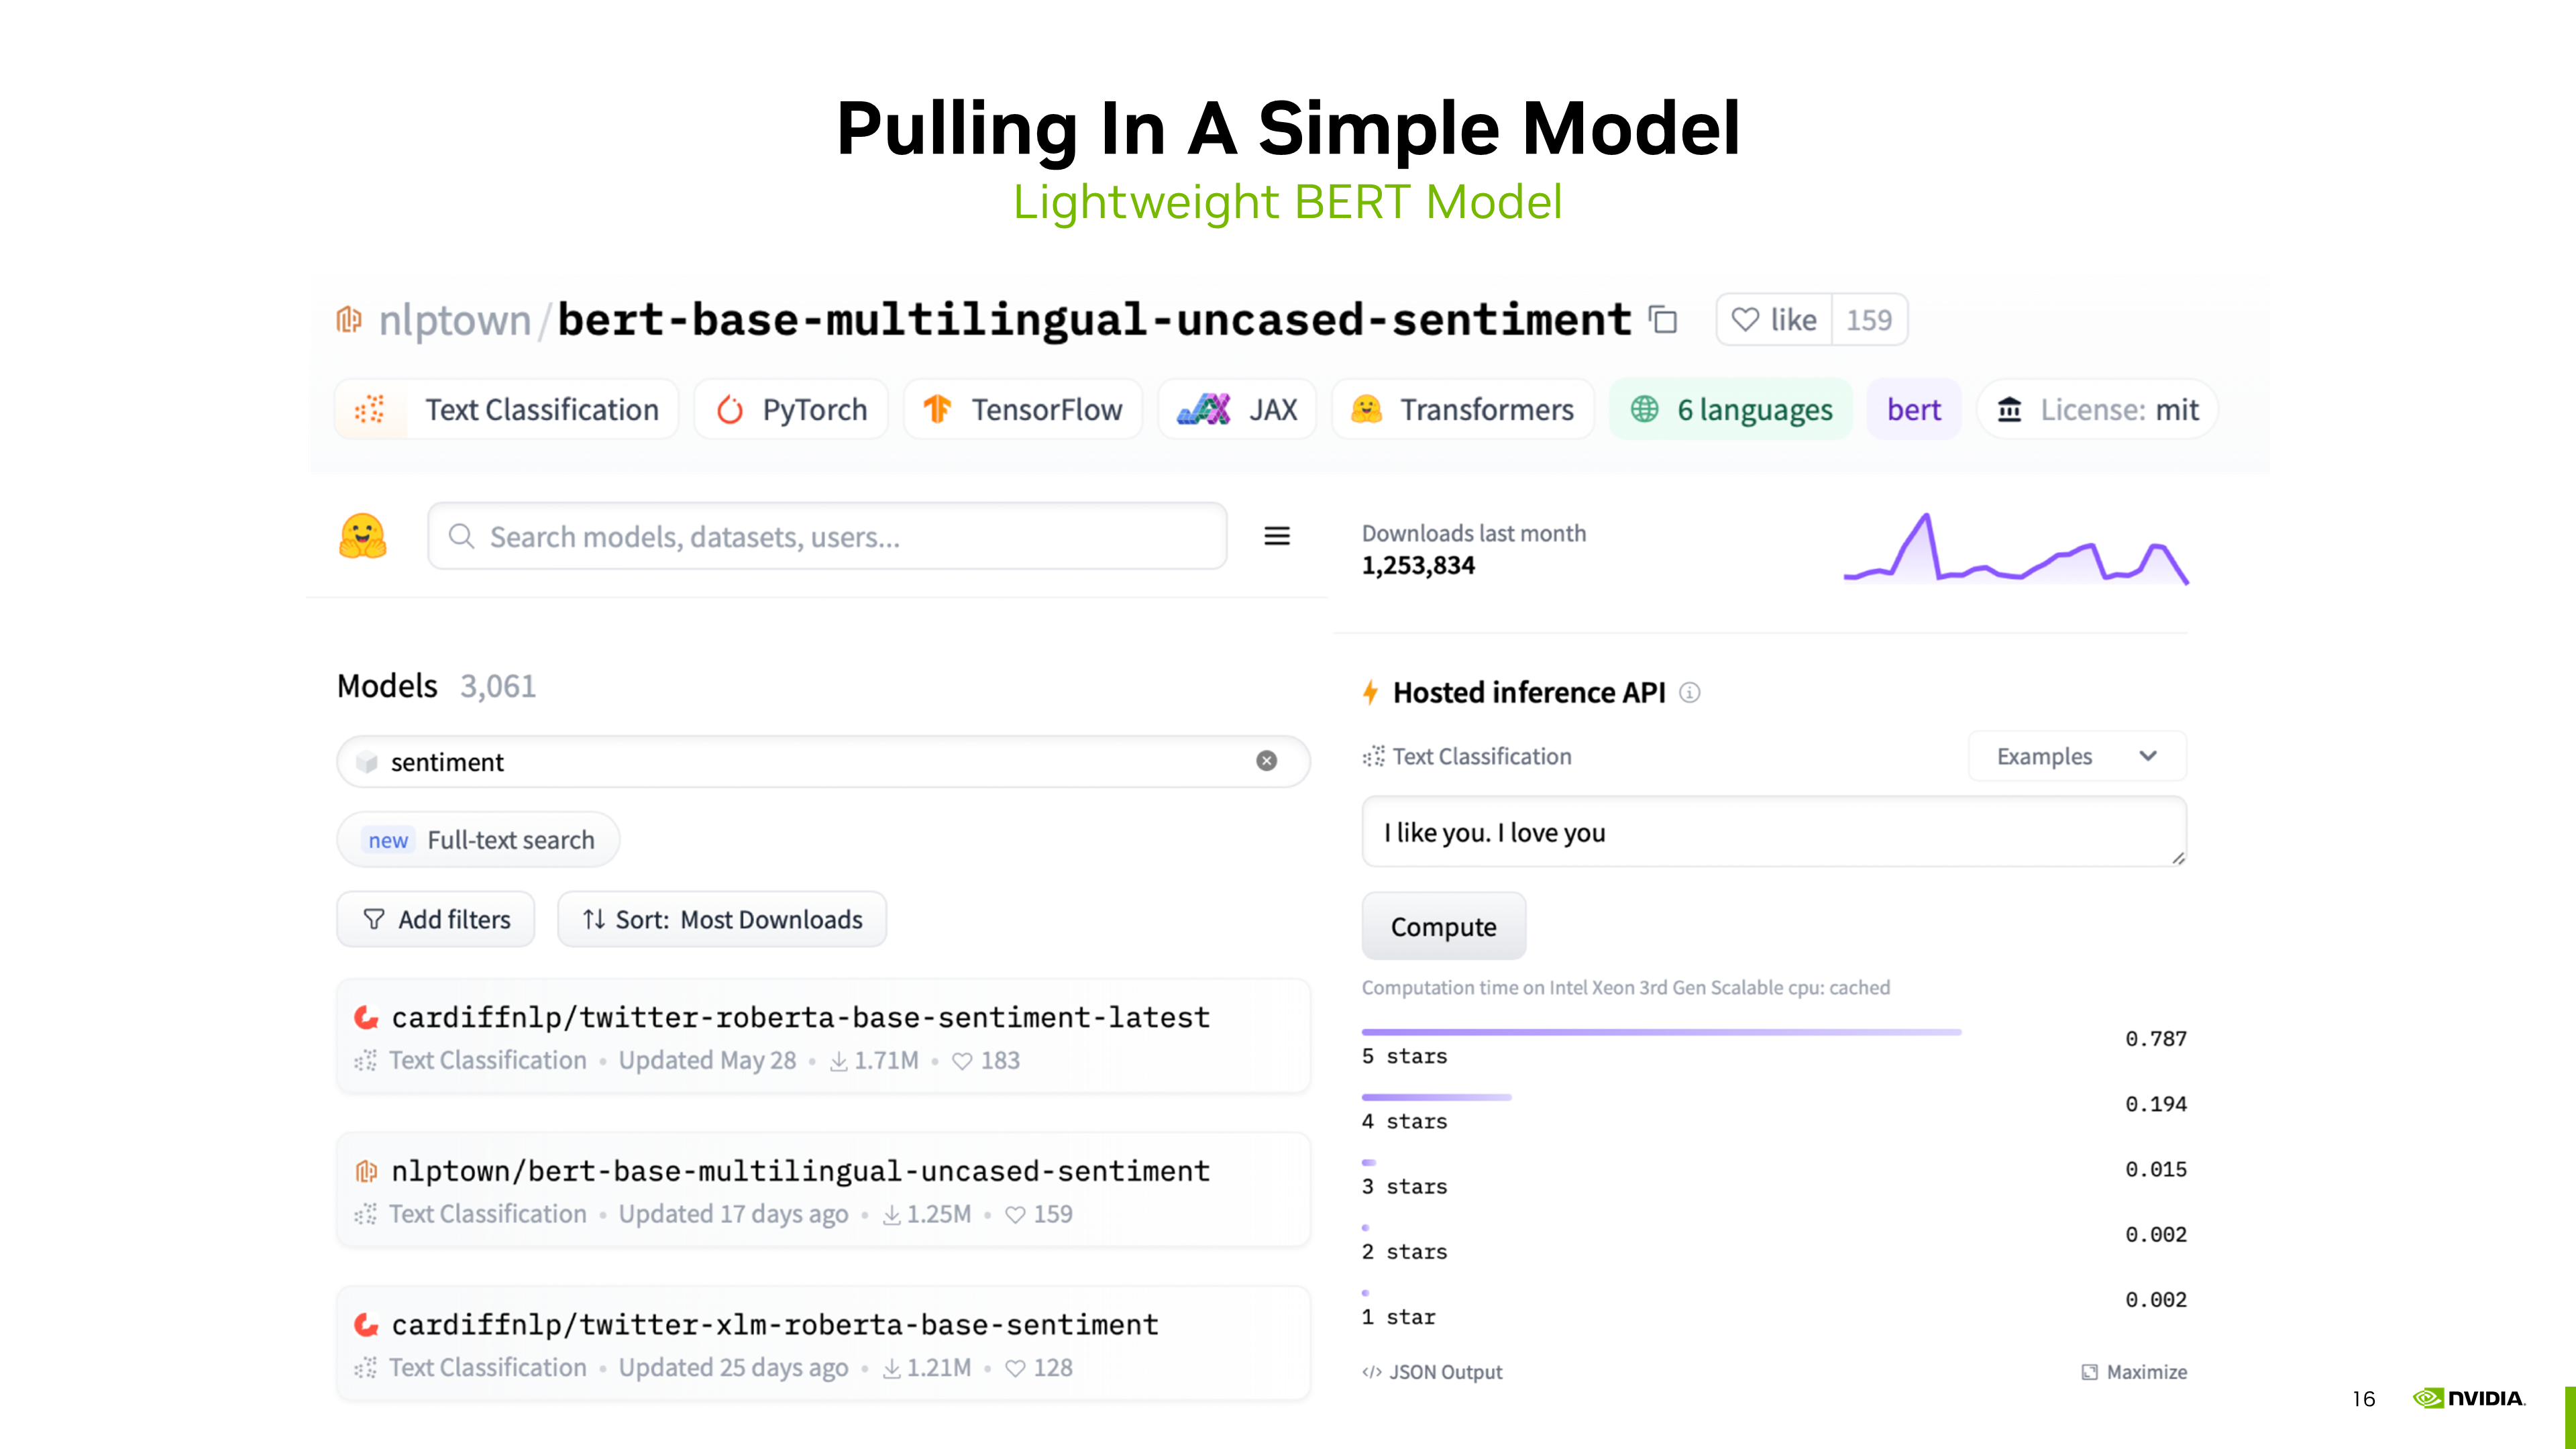 Pulling In A Simple Model
Lightweight BERT Model
nlptown/bert-base-multilingual-uncased-sentiment like 159
Text Classification PyTorch TensorFlow JAX Transformers 6 languages bert License: mit
Search models, datasets, users...
Models 3,061
sentiment
new Full-text search
Add filters Sort: Most Downloads
cardiffnlp/twitter-roberta-base-sentiment-latest
Text Classification • Updated May 28 • 1.71M • 183
nlptown/bert-base-multilingual-uncased-sentiment
Text Classification • Updated 17 days ago • 1.25M • 159
cardiffnlp/twitter-xlm-roberta-base-sentiment
Text Classification • Updated 25 days ago • 1.21M • 128
Downloads last month
1,253,834
Hosted inference API
Text Classification Examples
I like you. I love you
Compute
Computation time on Intel Xeon 3rd Gen Scalable cpu: cached
5 stars 0.787
4 stars 0.194
3 stars 0.015
2 stars 0.002
1 star 0.002
</> JSON Output Maximize
16 NVIDIA.